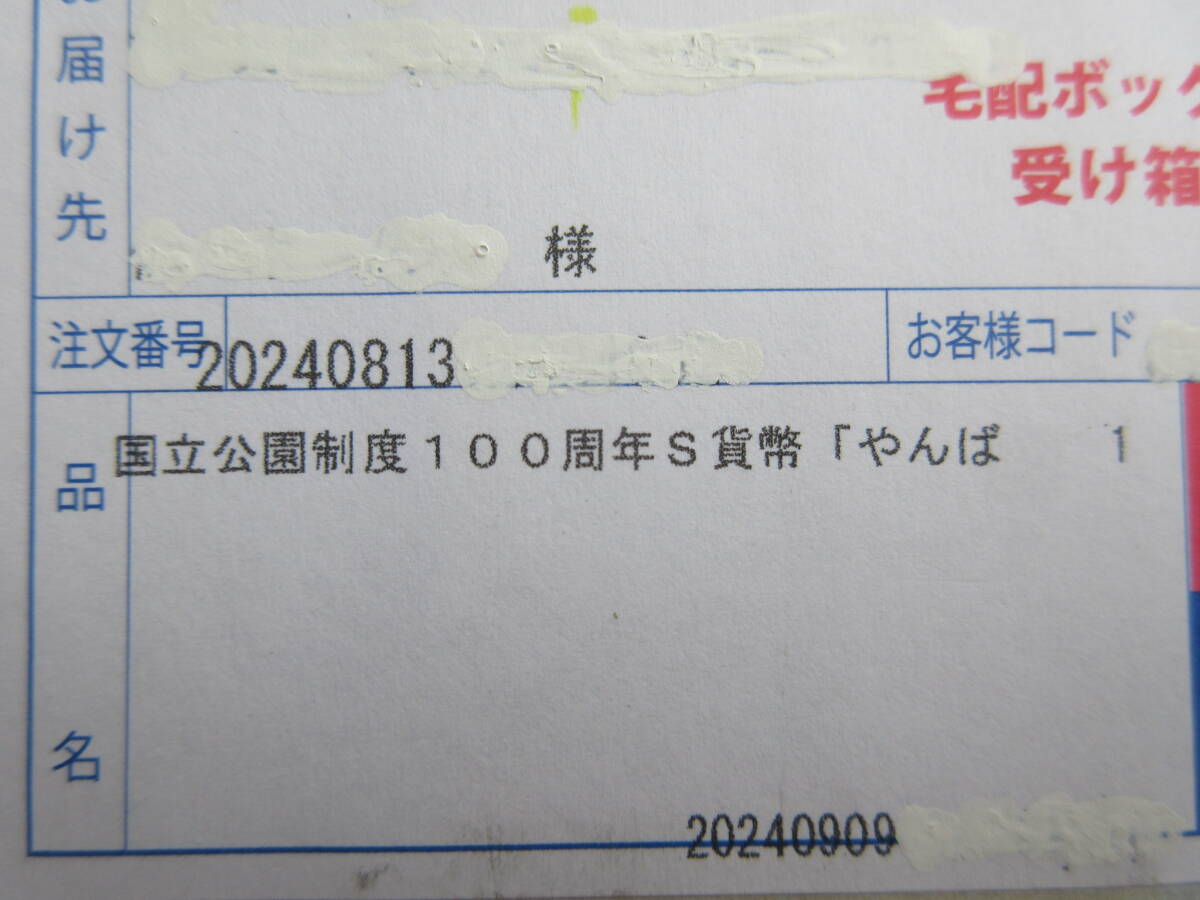 お届け先
宅配ボック
受け箱
様
注文番号 20240813
お客様コード
品名
国立公園制度１００周年Ｓ貨幣「やんば 1
20240909